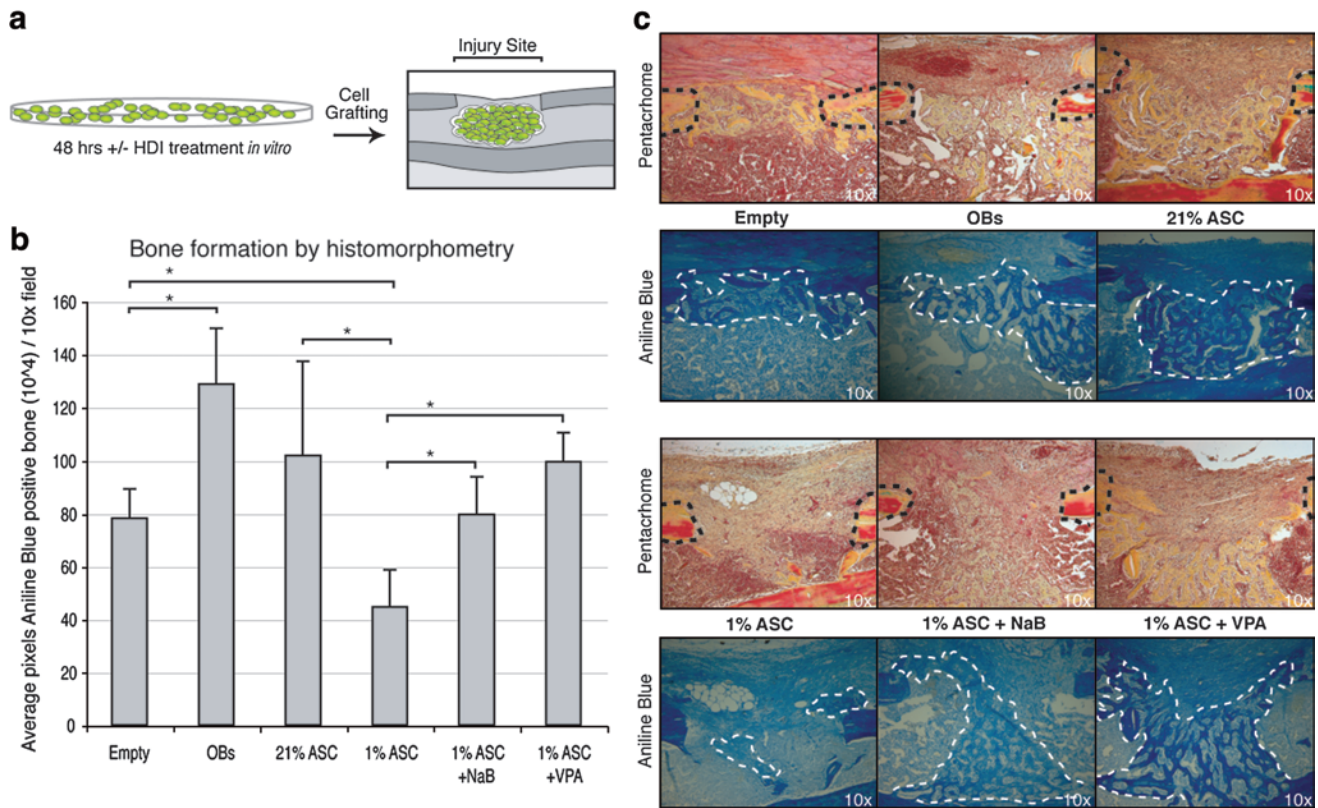 a
Injury Site
Cell
Grafting
48 hrs +/- HDI treatment in vitro
b
Bone formation by histomorphometry
Average pixels Aniline Blue positive bone (10^4) / 10x field
160
140
120
100
80
60
40
20
0
*
*
*
*
*
Empty
OBs
21% ASC
1% ASC
1% ASC
+NaB
1% ASC
+VPA
c
Pentacrhome
10x
10x
10x
Empty
OBs
21% ASC
Aniline Blue
10x
10x
10x
Pentacrhome
10x
10x
10x
1% ASC
1% ASC + NaB
1% ASC + VPA
Aniline Blue
10x
10x
10x